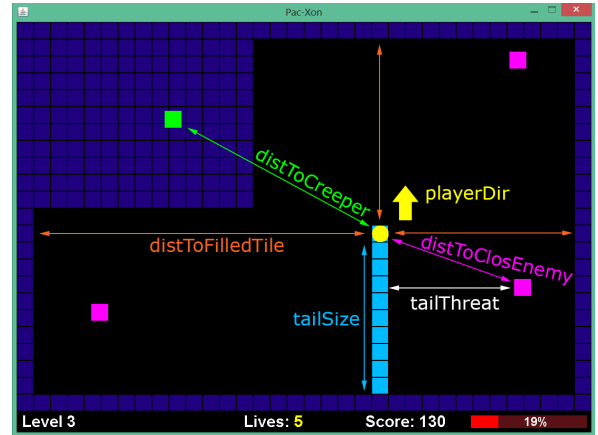 Pac-Xon
distToCreeper
playerDir
distToFilledTile
distToClosEnemy
tailThreat
tailSize
Level 3
Lives: 5
Score: 130
19%